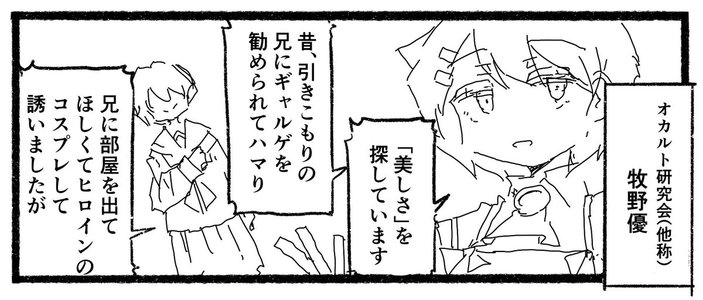 オカルト研究会(他称)
牧野優
「美しさ」を
探しています
昔、引きこもりの
兄にギャルゲを
勧められてハマり
兄に部屋を出て
ほしくてヒロインの
コスプレして
誘いましたが